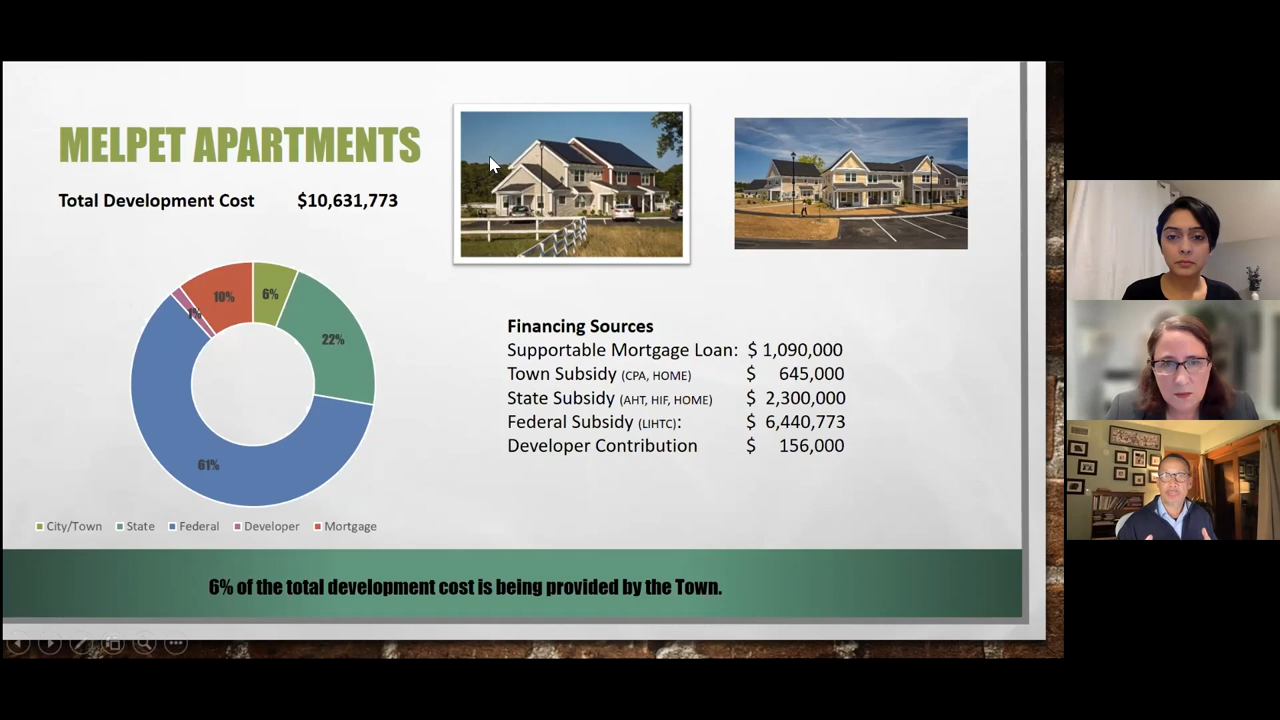 MELPET APARTMENTS
Total Development Cost $10,631,773
10%
6%
1%
22%
61%
City/Town State Federal Developer Mortgage
Financing Sources
Supportable Mortgage Loan: $ 1,090,000
Town Subsidy (CPA, HOME) $ 645,000
State Subsidy (AHT, HIF, HOME) $ 2,300,000
Federal Subsidy (LIHTC): $ 6,440,773
Developer Contribution $ 156,000
6% of the total development cost is being provided by the Town.